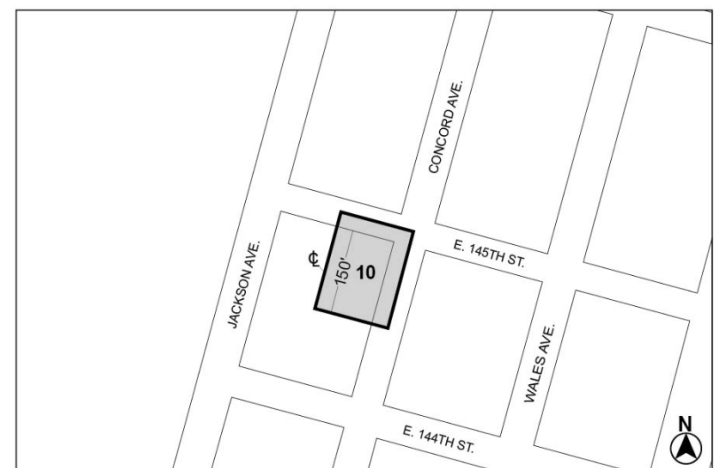 CONCORD AVE.
E. 145TH ST.
JACKSON AVE.
℄
150'
10
WALES AVE.
E. 144TH ST.
N